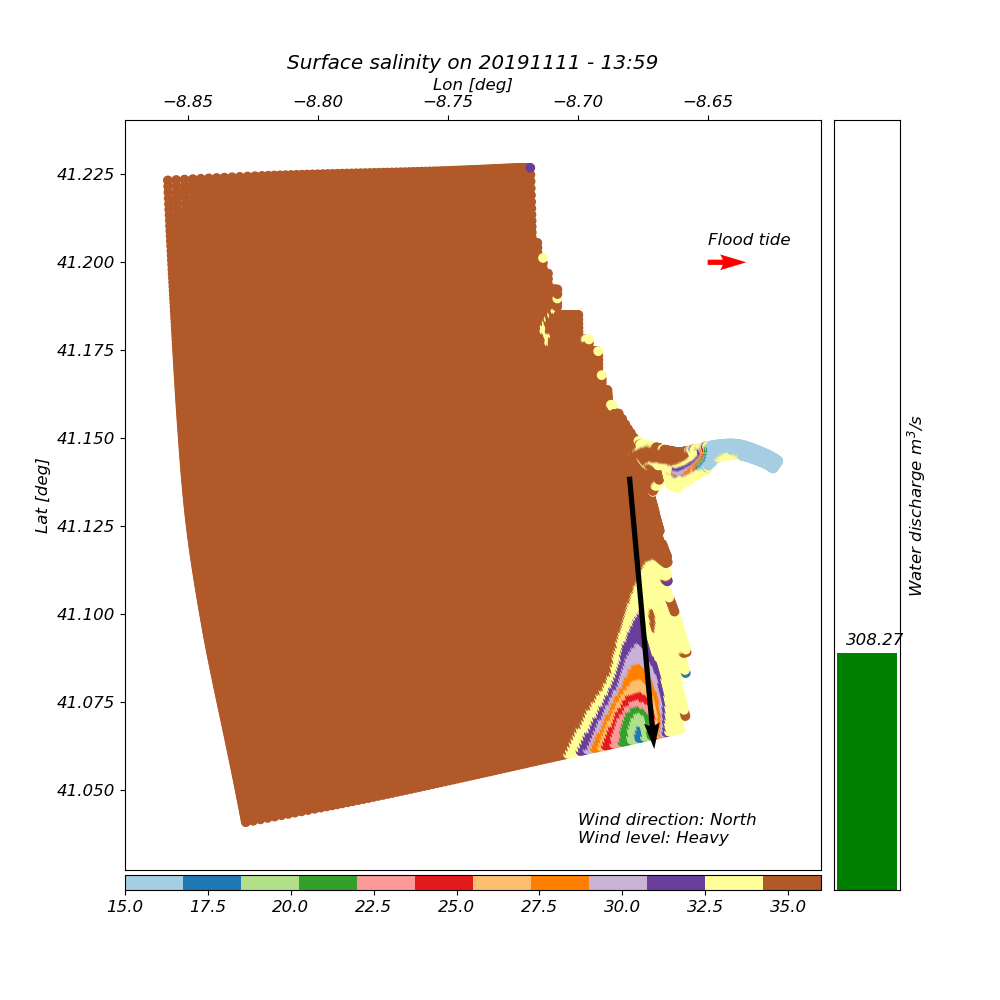 Surface salinity on 20191111 - 13:59
Lon [deg]
−8.85 −8.80 −8.75 −8.70 −8.65
41.225
41.200
41.175
41.150
41.125
41.100
41.075
41.050
Lat [deg]
Flood tide
Wind direction: North
Wind level: Heavy
15.0 17.5 20.0 22.5 25.0 27.5 30.0 32.5 35.0
308.27
Water discharge m³/s